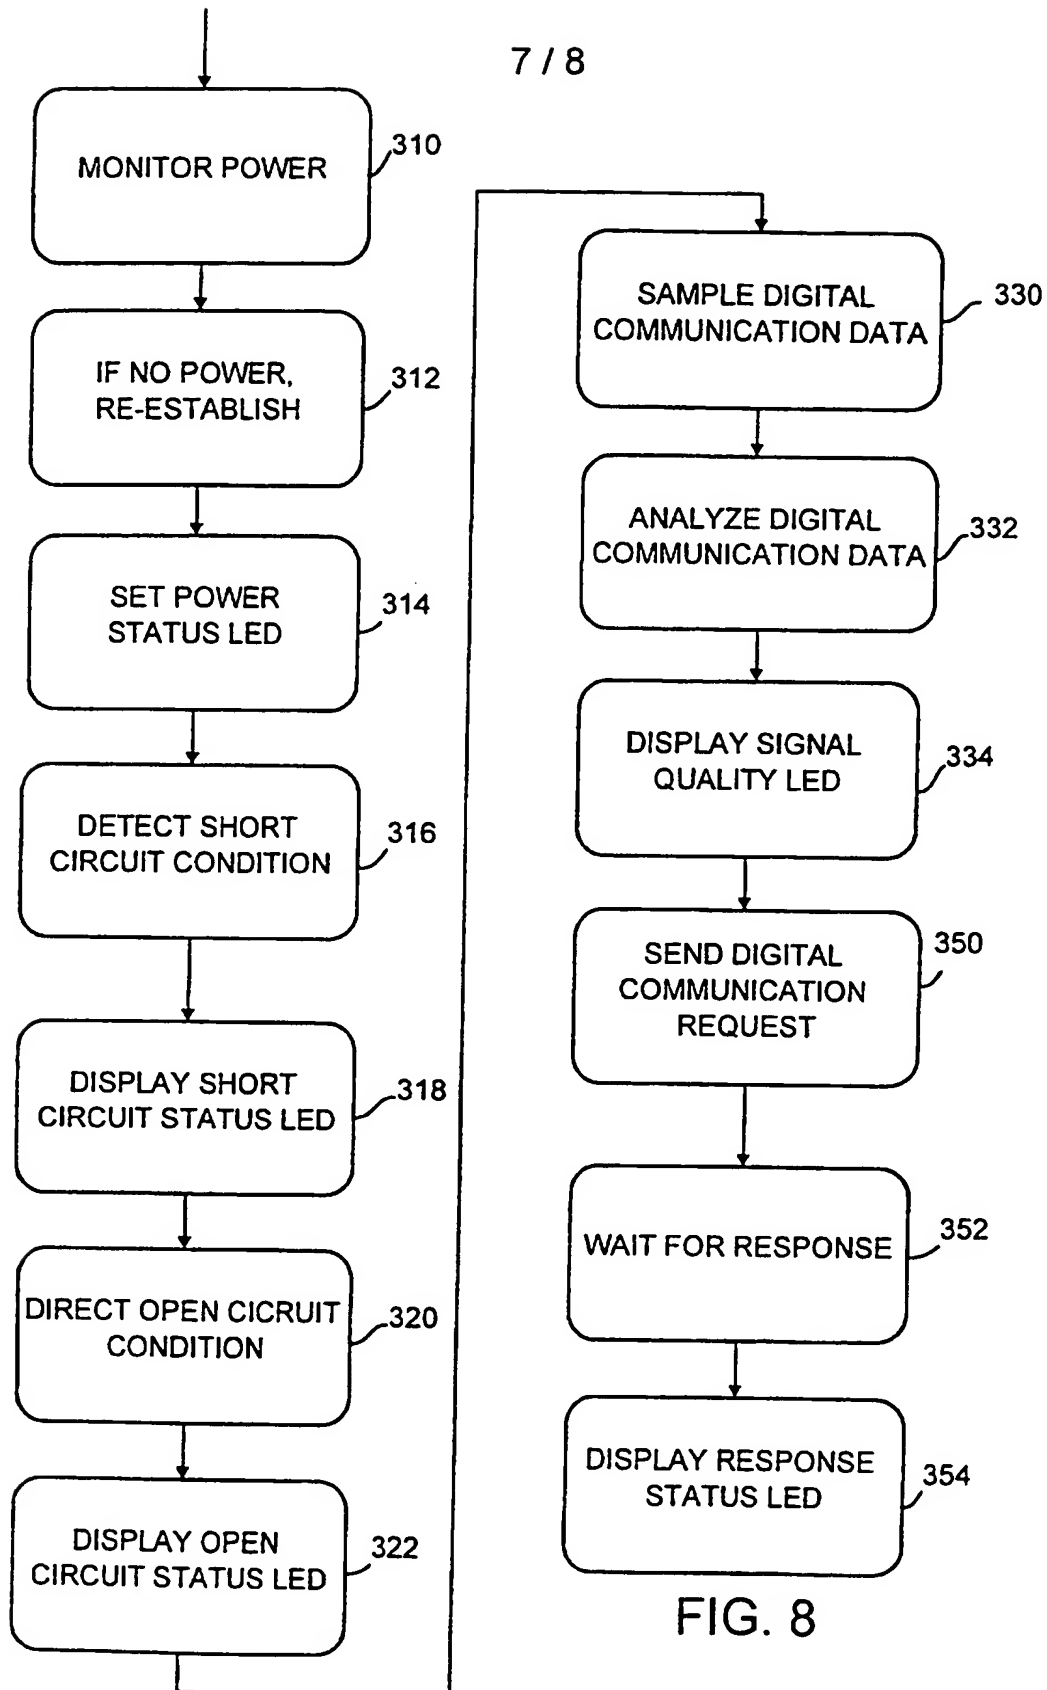 7 / 8
MONITOR POWER
310
IF NO POWER,
RE-ESTABLISH
312
SET POWER
STATUS LED
314
DETECT SHORT
CIRCUIT CONDITION
316
DISPLAY SHORT
CIRCUIT STATUS LED
318
DIRECT OPEN CICRUIT
CONDITION
320
DISPLAY OPEN
CIRCUIT STATUS LED
322
SAMPLE DIGITAL
COMMUNICATION DATA
330
ANALYZE DIGITAL
COMMUNICATION DATA
332
DISPLAY SIGNAL
QUALITY LED
334
SEND DIGITAL
COMMUNICATION
REQUEST
350
WAIT FOR RESPONSE
352
DISPLAY RESPONSE
STATUS LED
354
FIG. 8